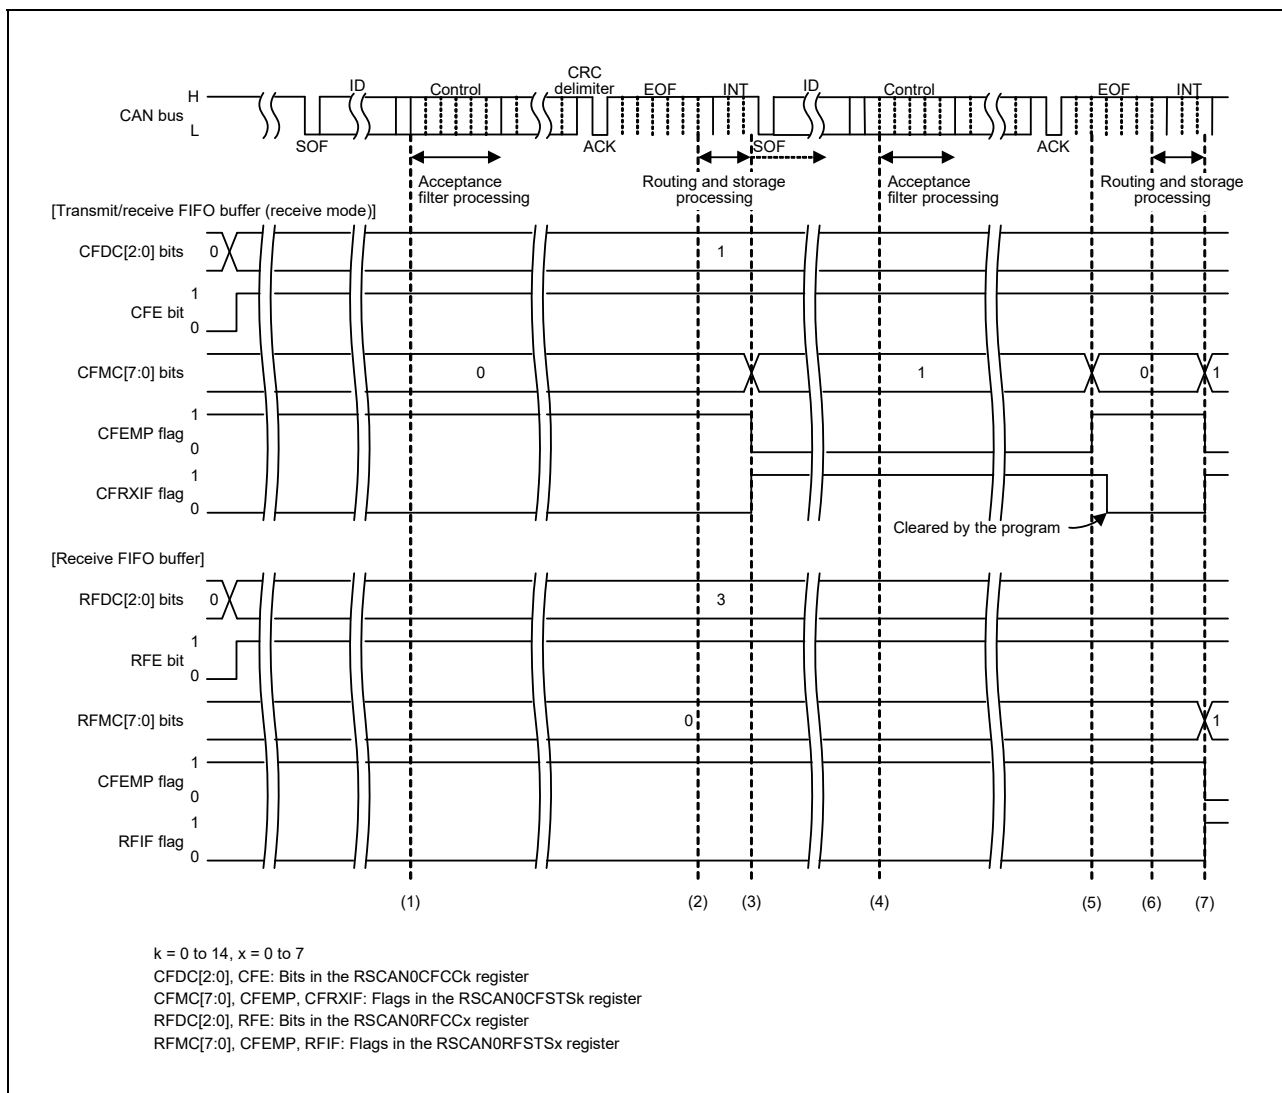 CRC
ID Control delimiter EOF INT ID Control EOF INT
H
CAN bus
L
SOF ACK SOF ACK
Acceptance
filter processing
Routing and storage
processing
Acceptance
filter processing
Routing and storage
processing
[Transmit/receive FIFO buffer (receive mode)]
CFDC[2:0] bits 0 1
1
CFE bit
0
CFMC[7:0] bits 0 1 0 1
1
CFEMP flag
0
1
CFRXIF flag
0
Cleared by the program
[Receive FIFO buffer]
RFDC[2:0] bits 0 3
1
RFE bit
0
RFMC[7:0] bits 0 1
1
CFEMP flag
0
1
RFIF flag
0
(1) (2) (3) (4) (5) (6) (7)
k = 0 to 14, x = 0 to 7
CFDC[2:0], CFE: Bits in the RSCAN0CFCCk register
CFMC[7:0], CFEMP, CFRXIF: Flags in the RSCAN0CFSTSk register
RFDC[2:0], RFE: Bits in the RSCAN0RFCCx register
RFMC[7:0], CFEMP, RFIF: Flags in the RSCAN0RFSTSx register